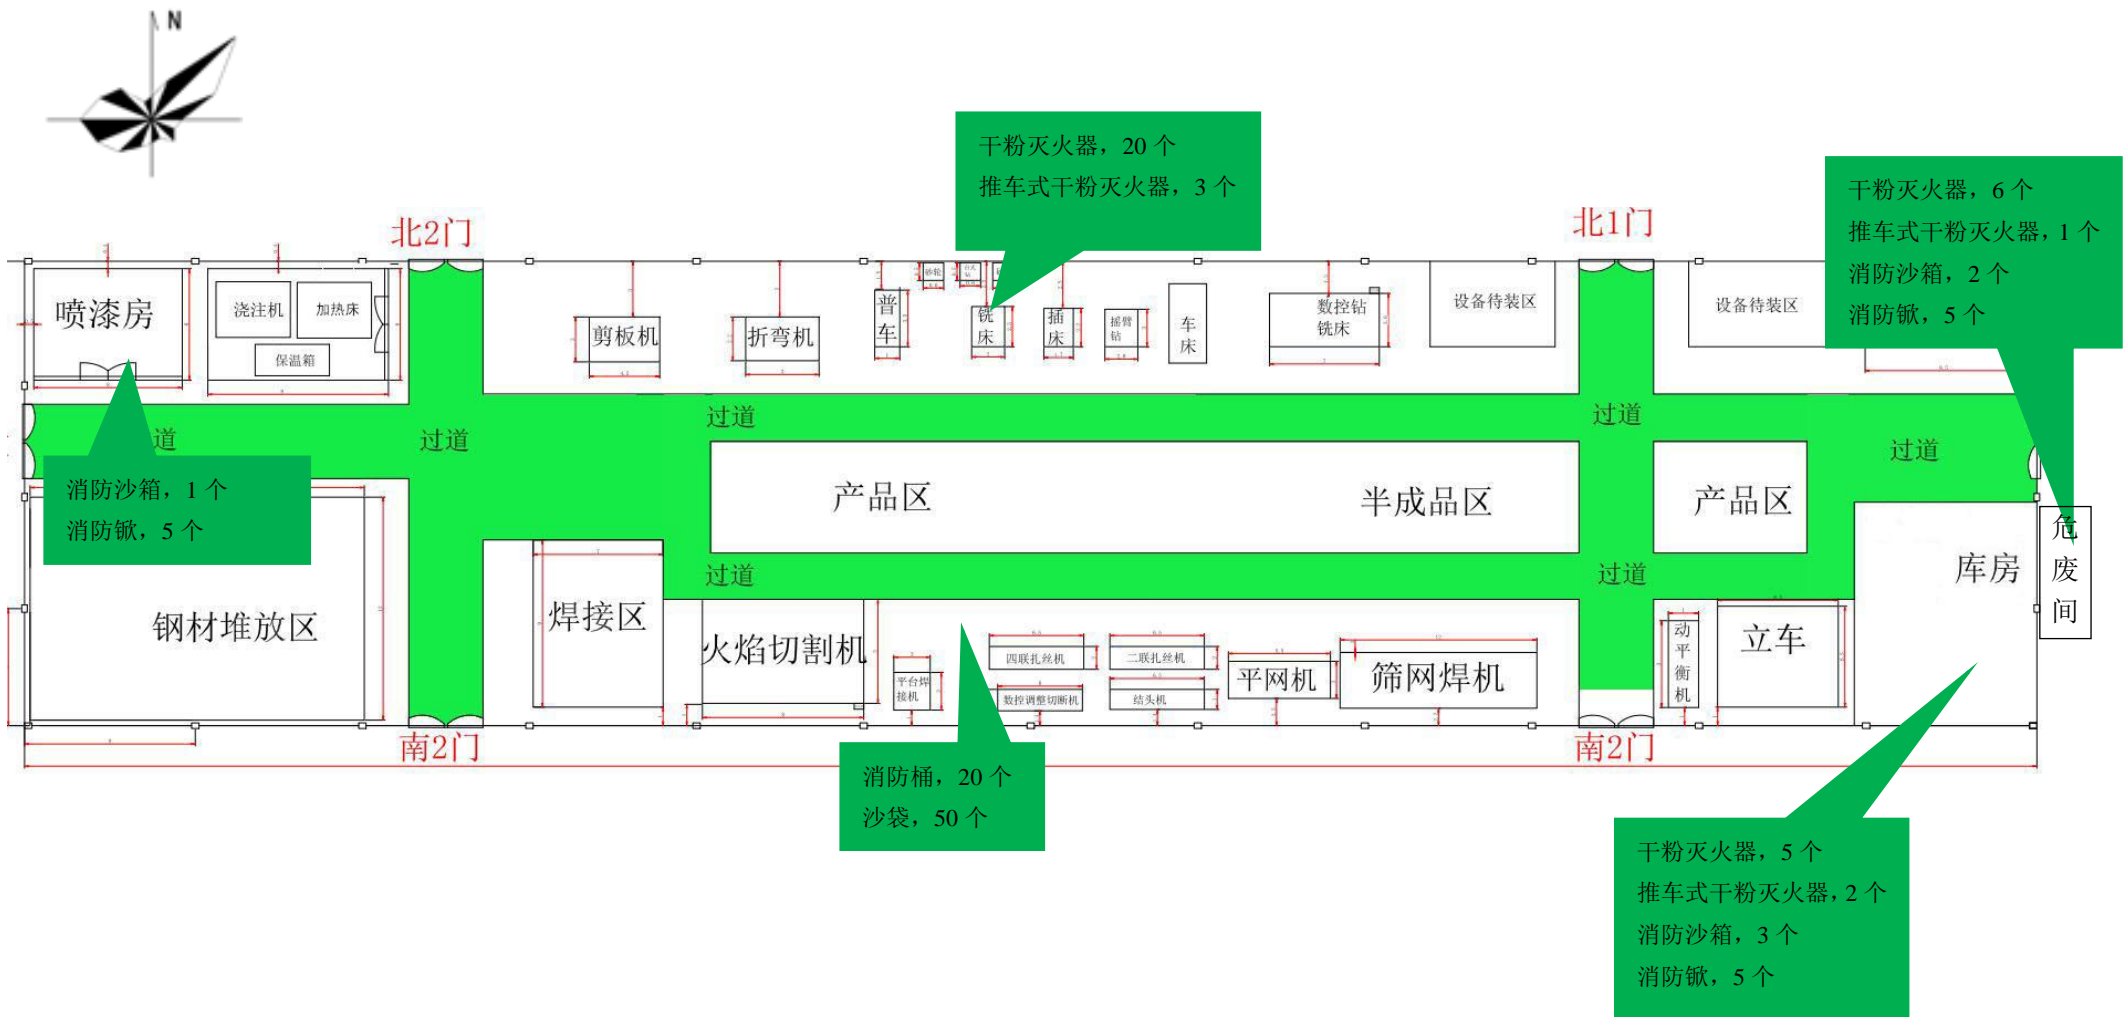 N
干粉灭火器，20 个
推车式干粉灭火器，3 个
干粉灭火器，6 个
推车式干粉灭火器，1 个
消防沙箱，2 个
消防锨，5 个
北2门
北1门
喷漆房
浇注机
加热床
保温箱
剪板机
折弯机
普车
砂轮
铣床
插床
摇臂钻
车床
数控钻铣床
设备待装区
设备待装区
道
过道
过道
过道
过道
消防沙箱，1 个
消防锨，5 个
产品区
半成品区
产品区
过道
过道
钢材堆放区
焊接区
火焰切割机
平台焊接机
四联扎丝机
二联扎丝机
数控调整切断机
结头机
平网机
筛网焊机
动平衡机
立车
库房
危废间
南2门
南2门
消防桶，20 个
沙袋，50 个
干粉灭火器，5 个
推车式干粉灭火器，2 个
消防沙箱，3 个
消防锨，5 个